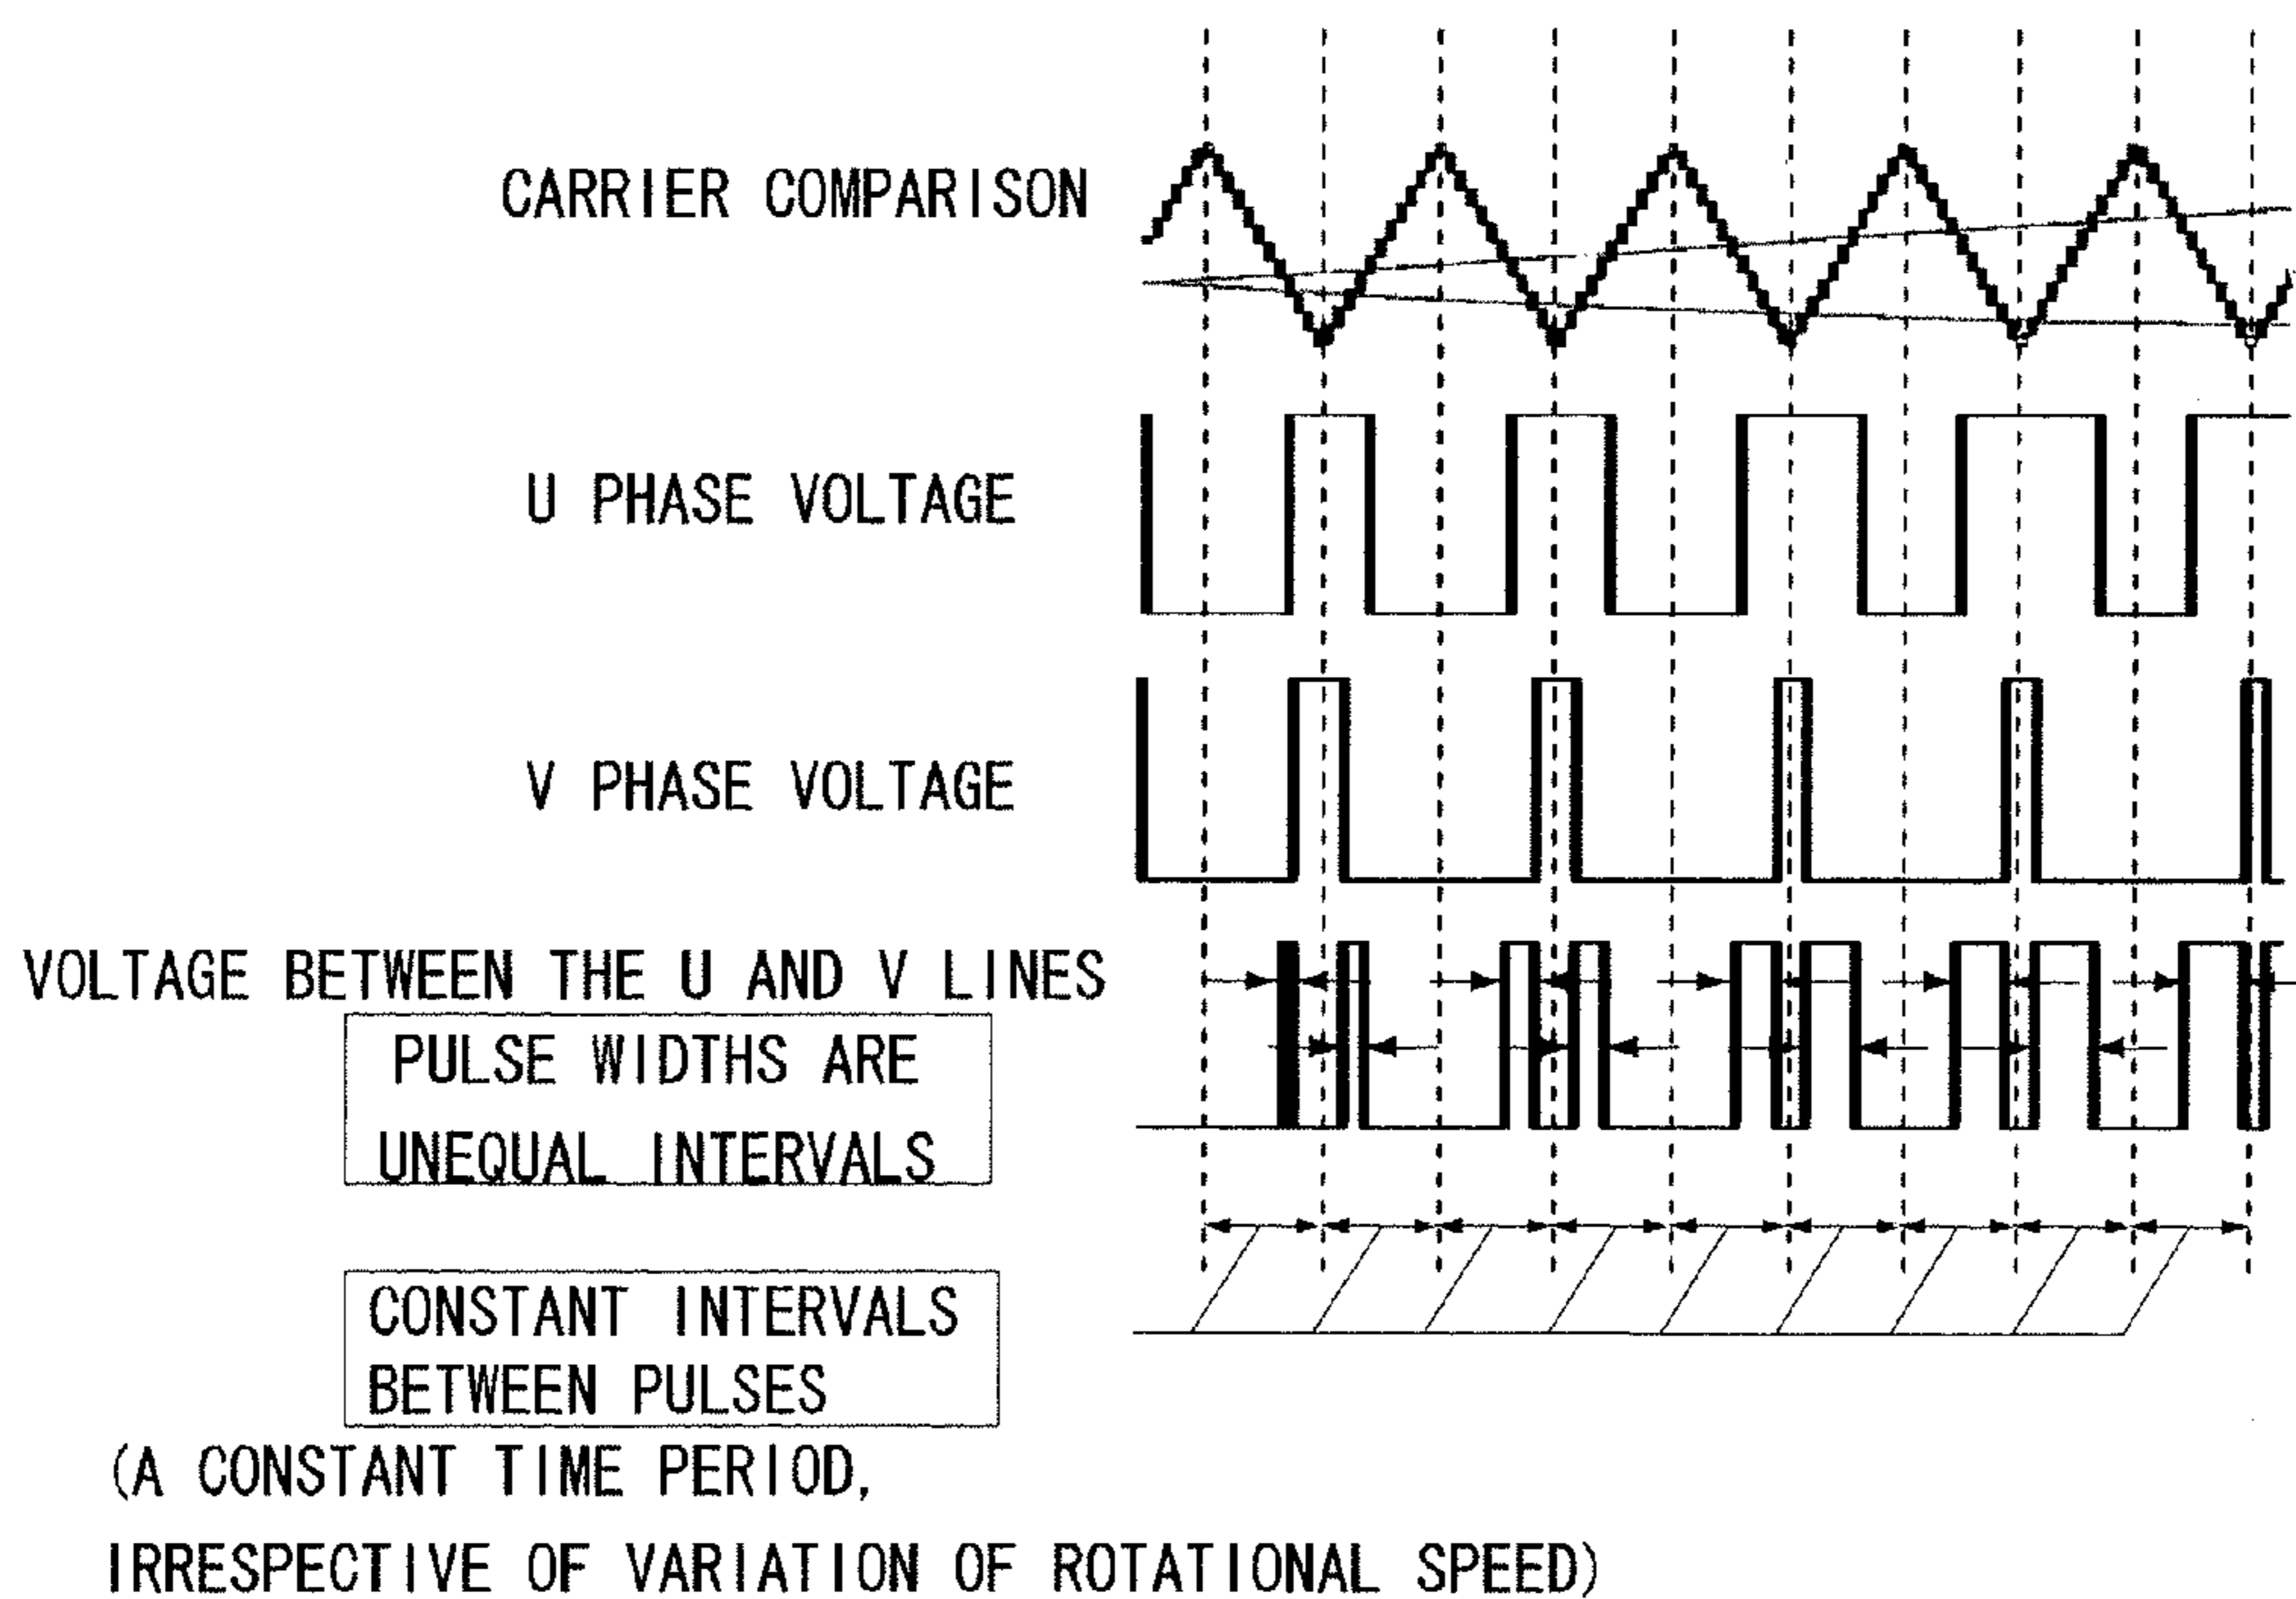 CARRIER COMPARISON
U PHASE VOLTAGE
V PHASE VOLTAGE
VOLTAGE BETWEEN THE U AND V LINES
PULSE WIDTHS ARE
UNEQUAL INTERVALS
CONSTANT INTERVALS
BETWEEN PULSES
(A CONSTANT TIME PERIOD,
IRRESPECTIVE OF VARIATION OF ROTATIONAL SPEED)